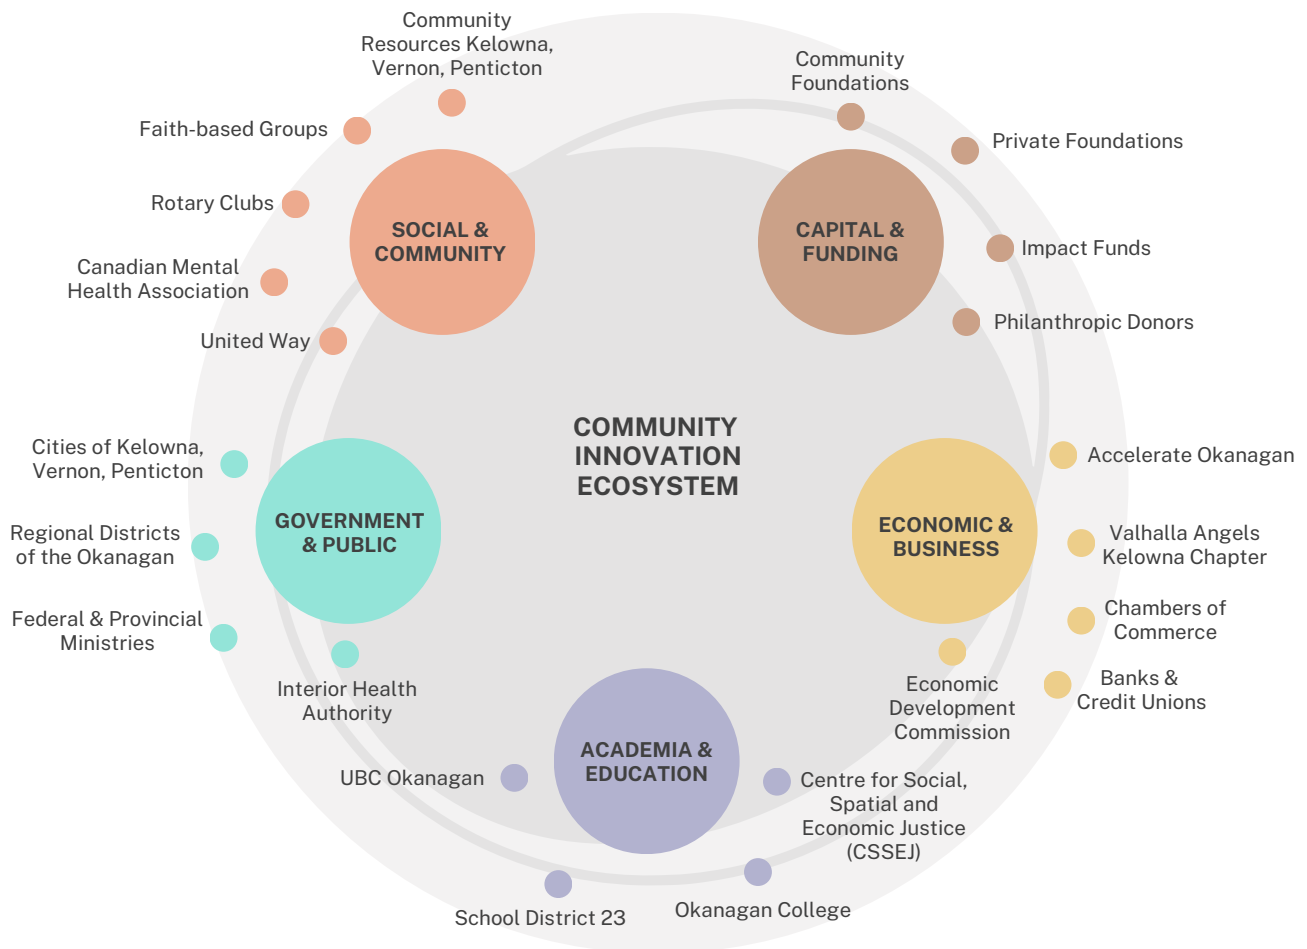 Community
Resources Kelowna,
Vernon, Penticton
Faith-based Groups
Rotary Clubs
Canadian Mental
Health Association
United Way
SOCIAL &
COMMUNITY
Community
Foundations
Private Foundations
Impact Funds
Philanthropic Donors
CAPITAL &
FUNDING
COMMUNITY
INNOVATION
ECOSYSTEM
Cities of Kelowna,
Vernon, Penticton
Regional Districts
of the Okanagan
Federal & Provincial
Ministries
Interior Health
Authority
GOVERNMENT
& PUBLIC
ECONOMIC &
BUSINESS
Accelerate Okanagan
Valhalla Angels
Kelowna Chapter
Chambers of
Commerce
Banks &
Credit Unions
Economic
Development
Commission
ACADEMIA &
EDUCATION
UBC Okanagan
Centre for Social,
Spatial and
Economic Justice
(CSSEJ)
School District 23
Okanagan College